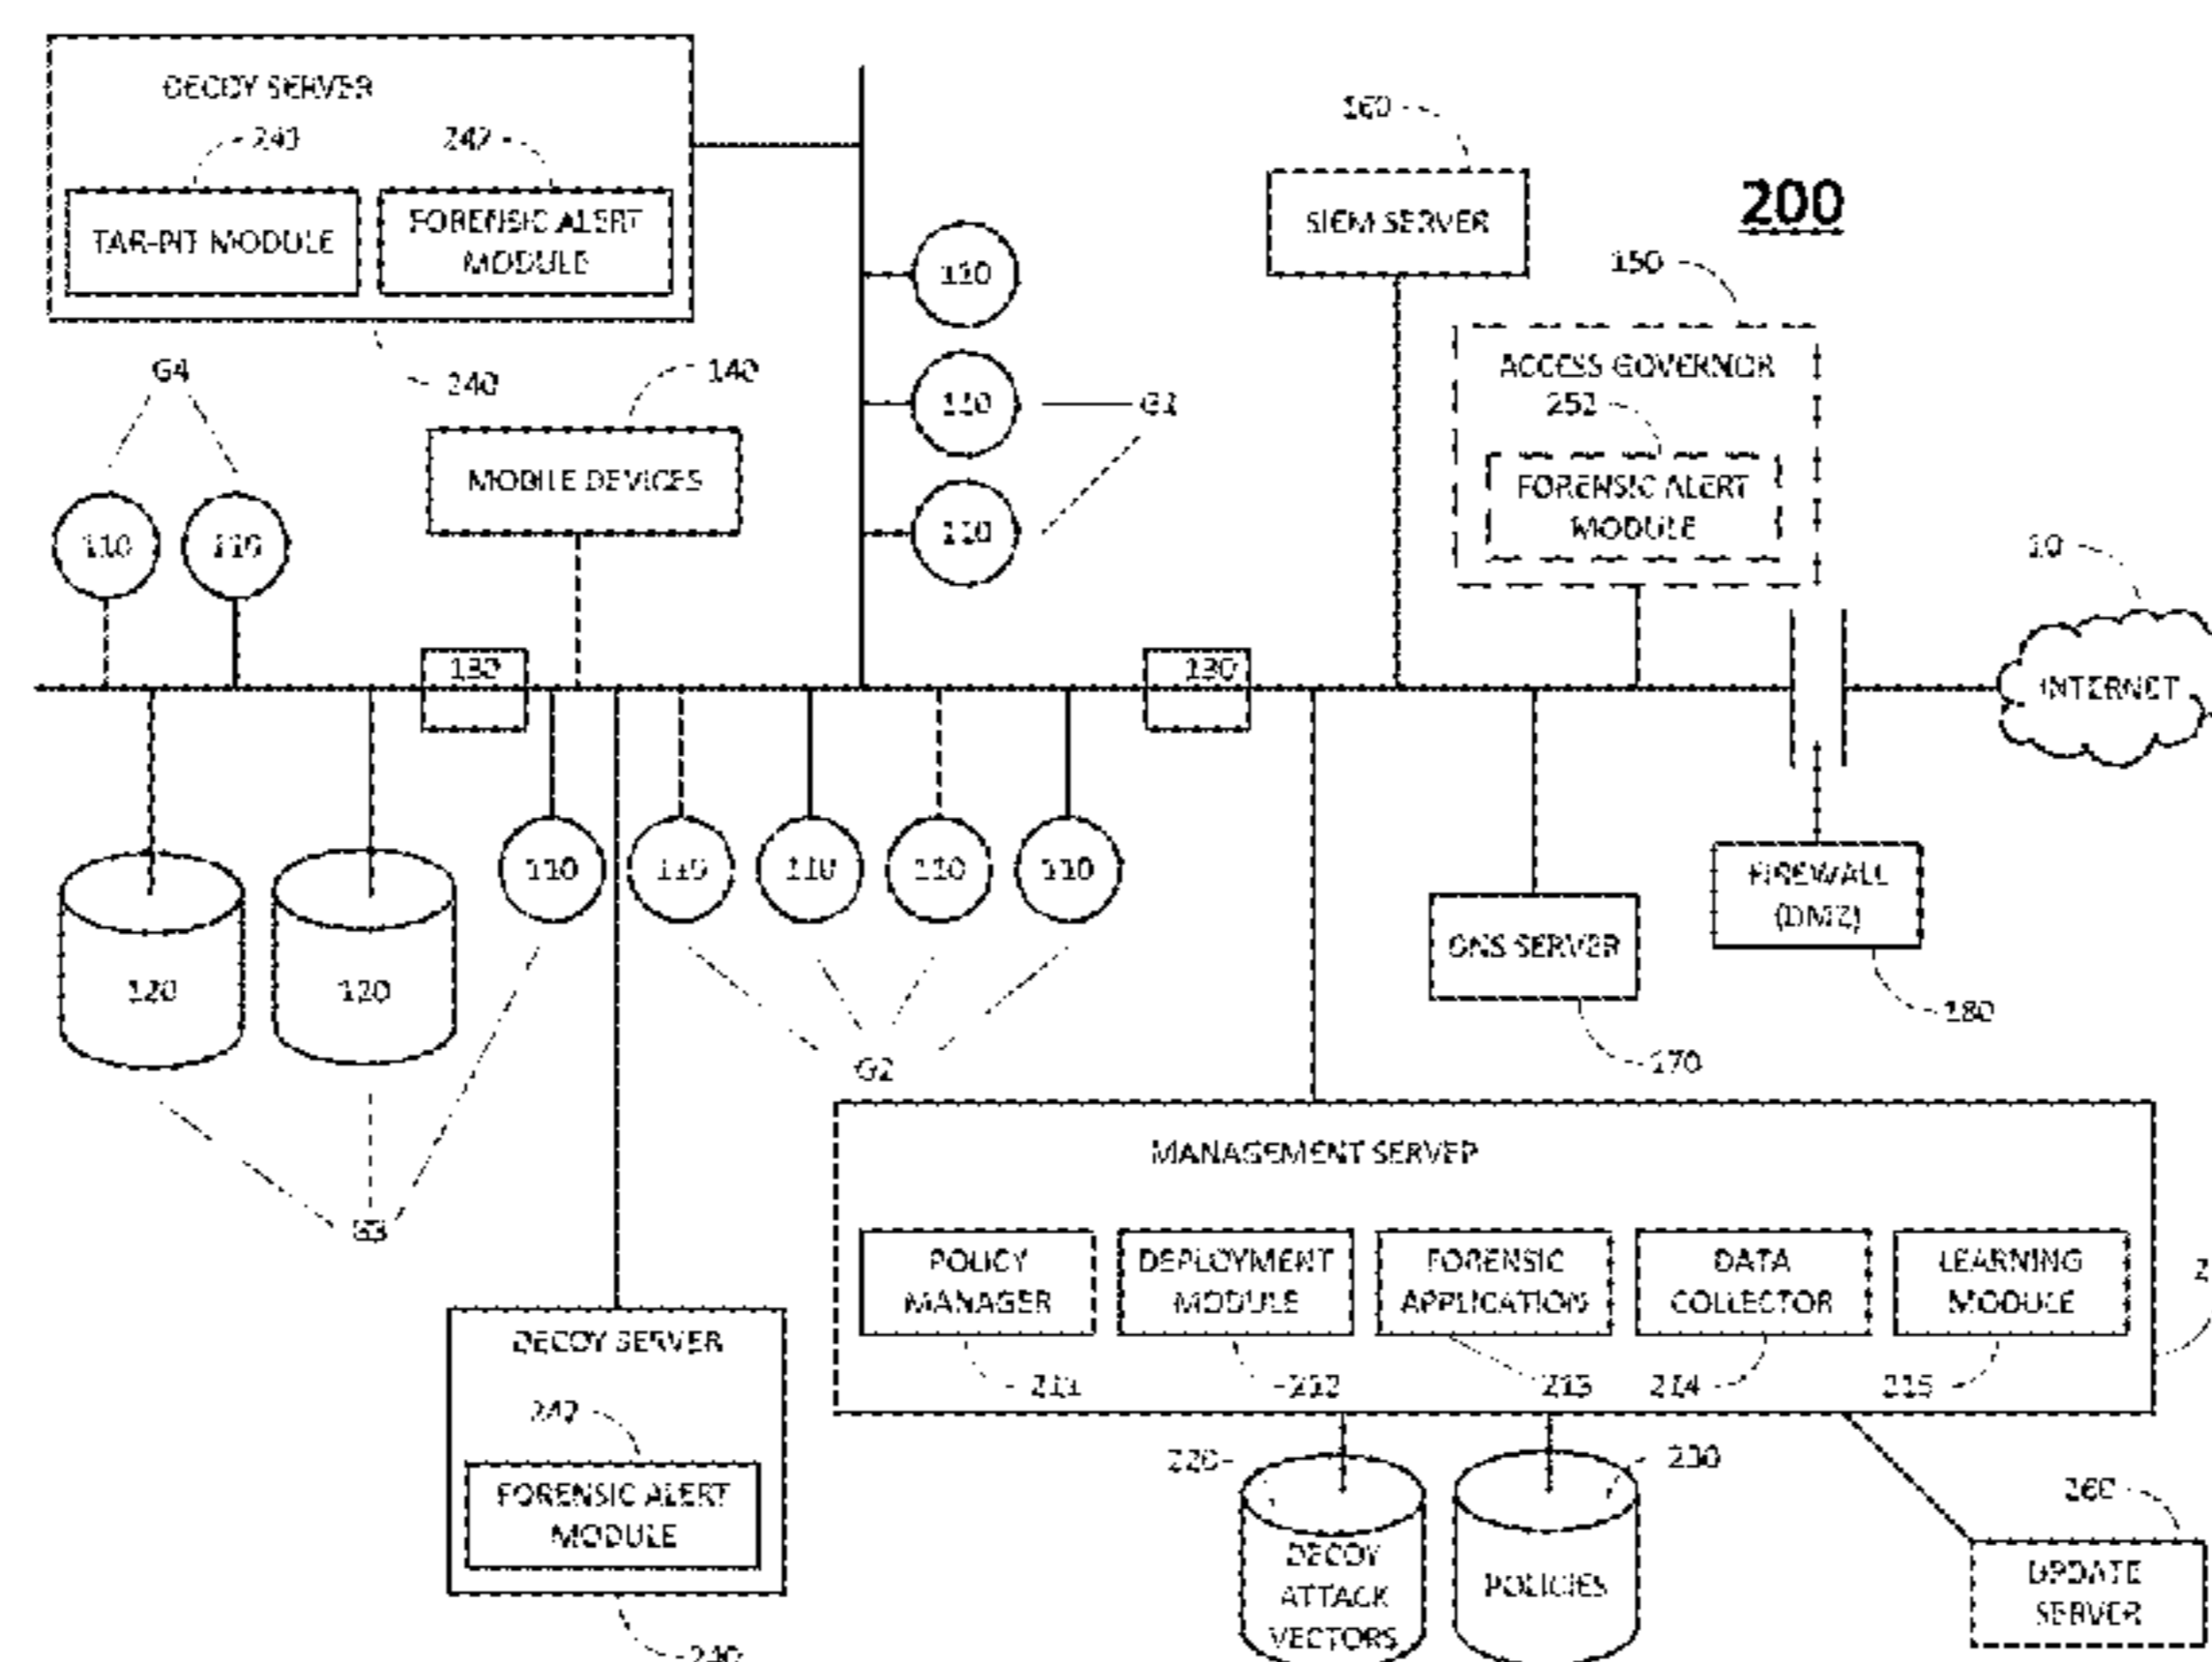 DECOY SERVER
241
242
TAR-PIT MODULE
FORENSIC ALERT
MODULE
240
G4
140
MOBILE DEVICES
110
110
110
110
110
G1
160
SIEM SERVER
200
150
ACCESS GOVERNOR
252
FORENSIC ALERT
MODULE
10
INTERNET
130
130
120
120
110
110
110
110
110
G2
G3
DNS SERVER
170
FIREWALL
(DMZ)
180
MANAGEMENT SERVER
POLICY
MANAGER
DEPLOYMENT
MODULE
FORENSIC
APPLICATION
DATA
COLLECTOR
LEARNING
MODULE
211
212
213
214
215
DECOY SERVER
242
FORENSIC ALERT
MODULE
240
220
DECOY
ATTACK
VECTORS
230
POLICIES
260
UPDATE
SERVER